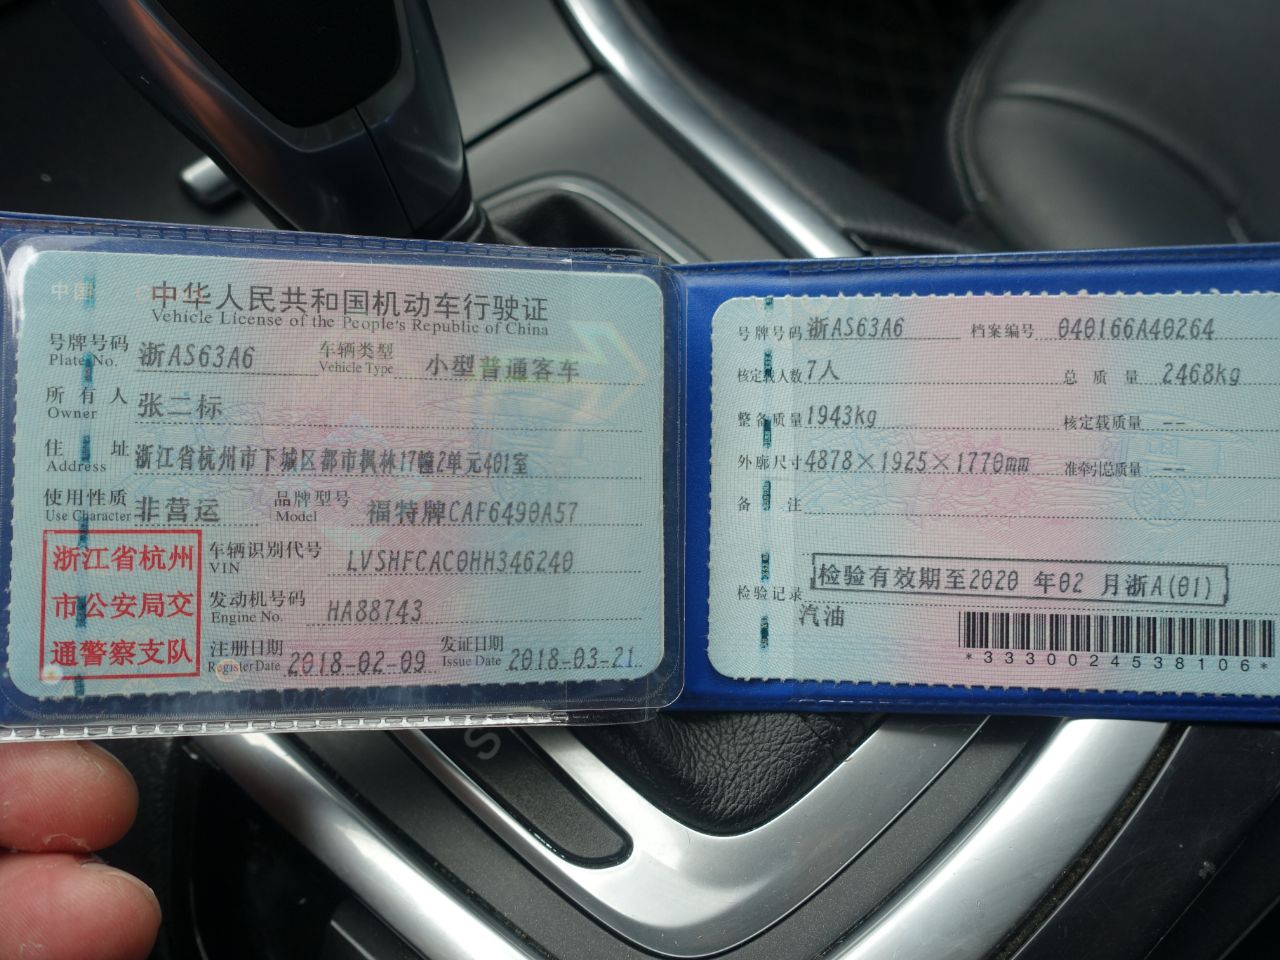 中国
中华人民共和国机动车行驶证
Vehicle License of the People's Republic of China
号牌号码 浙AS63A6 车辆类型 小型普通客车
Plate No. Vehicle Type
所有人 张二标
Owner
住址 浙江省杭州市下城区都市枫林17幢2单元401室
Address
使用性质 非营运 品牌型号 福特牌CAF6490A57
Use Character Model
浙江省杭州
市公安局交
通警察支队
车辆识别代号 LVSHFCAC0HH346240
VIN
发动机号码 HA88743
Engine No.
注册日期 2018-02-09 发证日期 2018-03-21
Register Date Issue Date
号牌号码 浙AS63A6 档案编号 040166A40264
核定载人数 7人 总质量 2468kg
整备质量 1943kg 核定载质量 --
外廓尺寸 4878×1925×1770mm 准牵引总质量 --
备注
检验记录 检验有效期至2020 年02 月浙A(01)
汽油
*3330024538106*
S